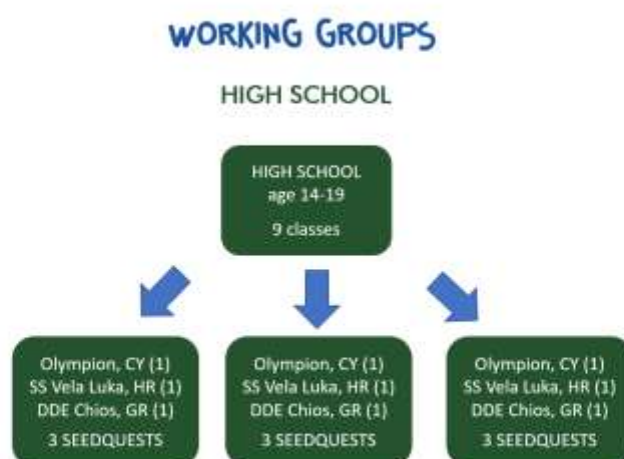 WORKING GROUPS
HIGH SCHOOL
HIGH SCHOOL
age 14-19
9 classes
Olympion, CY (1)
SS Vela Luka, HR (1)
DDE Chios, GR (1)
3 SEEDQUESTS
Olympion, CY (1)
SS Vela Luka, HR (1)
DDE Chios, GR (1)
3 SEEDQUESTS
Olympion, CY (1)
SS Vela Luka, HR (1)
DDE Chios, GR (1)
3 SEEDQUESTS